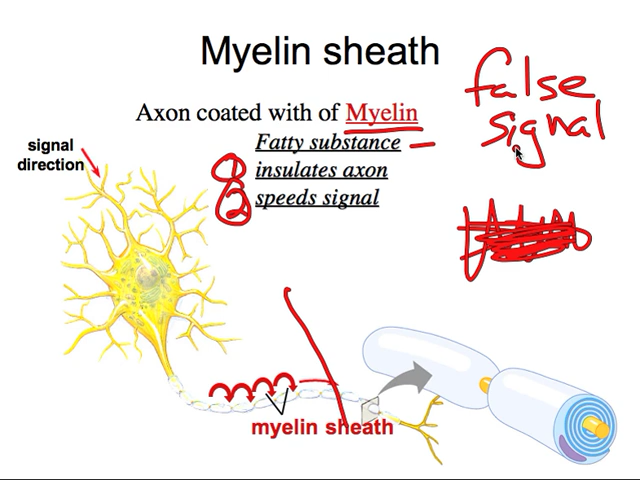 Myelin sheath
Axon coated with of Myelin
Fatty substance
insulates axon
speeds signal
signal
direction
false
signal
myelin sheath